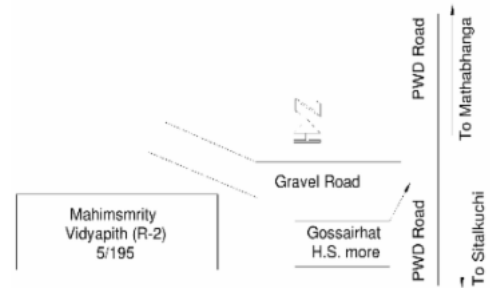 PWD Road
To Mathabhanga
Gravel Road
Mahimsmrity
Vidyapith (R-2)
5/195
Gossairhat
H.S. more
PWD Road
To Sitalkuchi